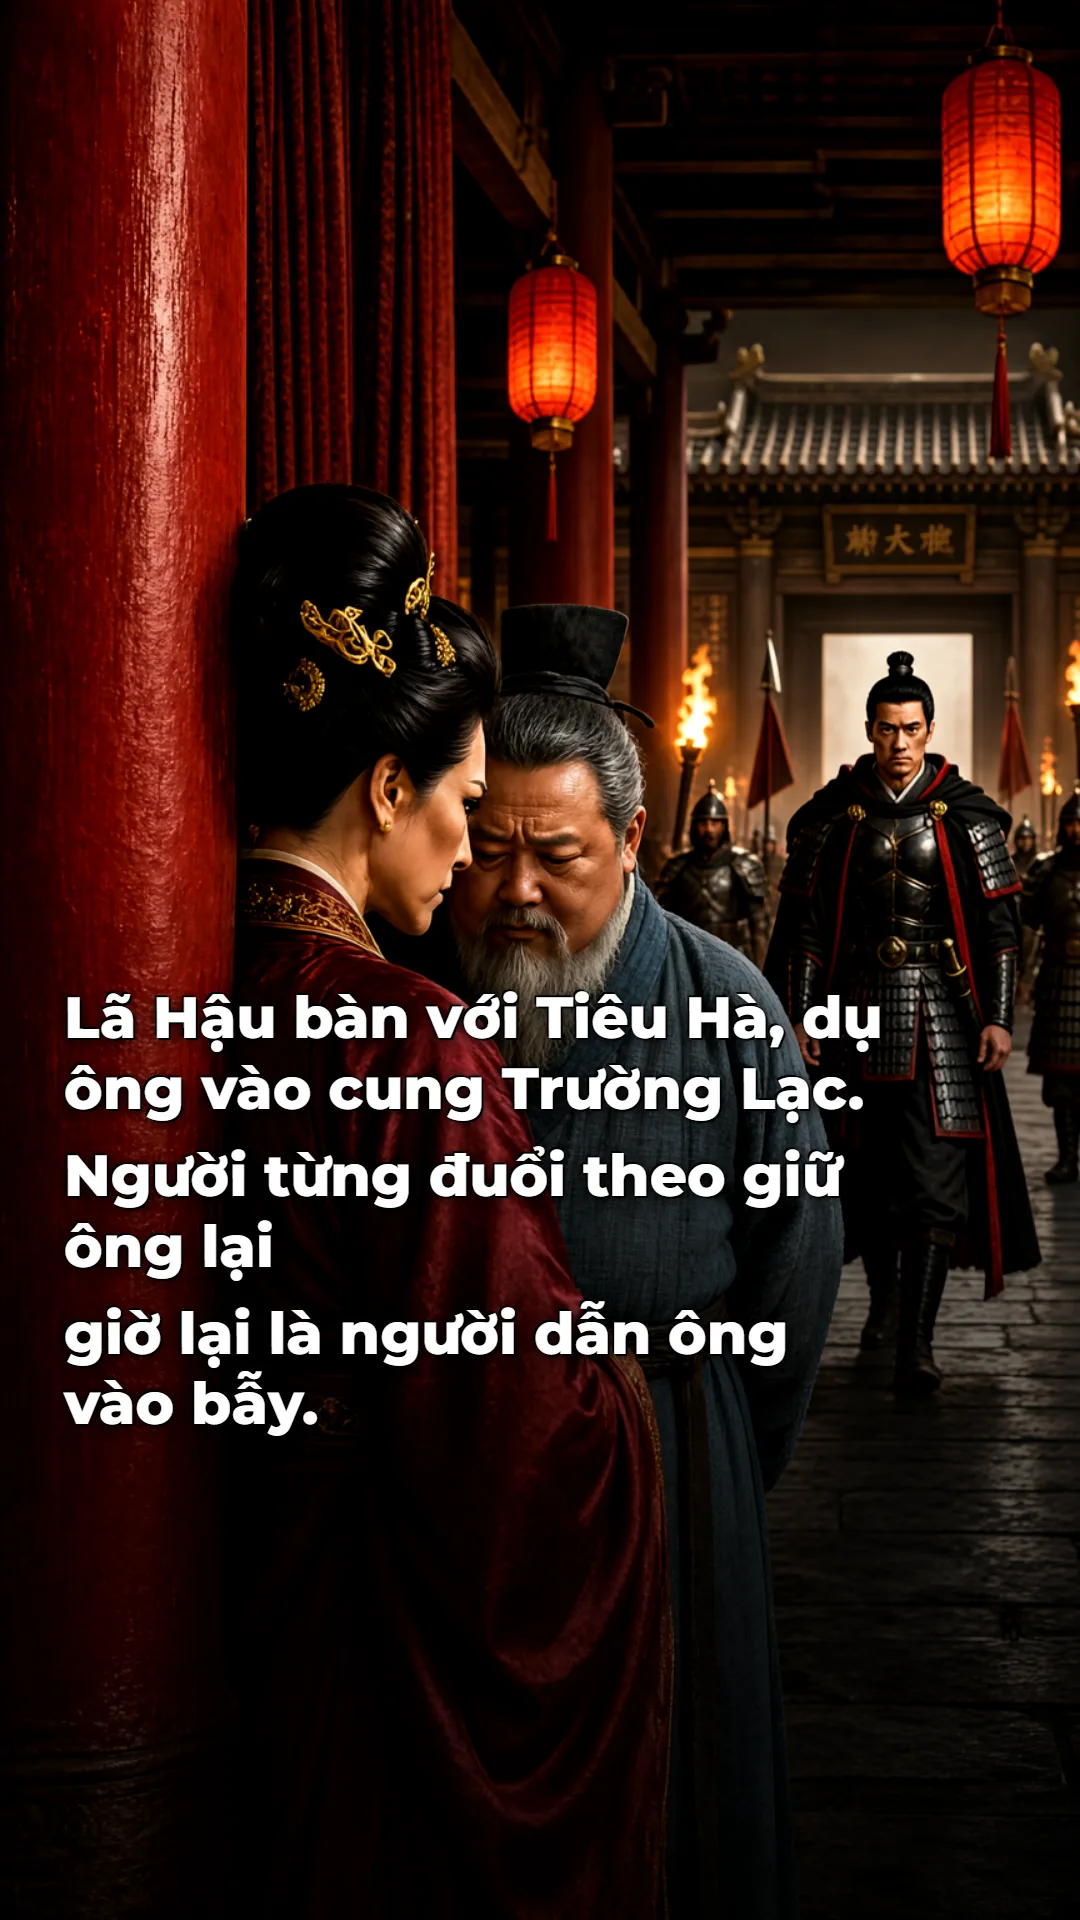 Lã Hậu bàn với Tiêu Hà, dụ
ông vào cung Trường Lạc.
Người từng đuổi theo giữ
ông lại
giờ lại là người dẫn ông
vào bẫy.